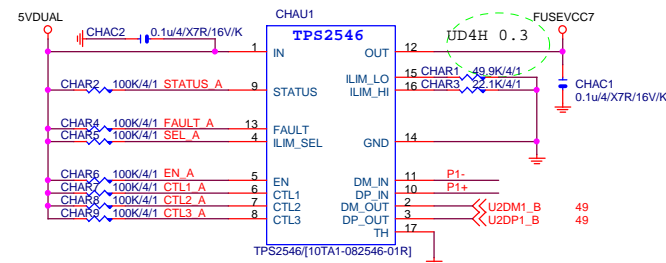 5VDUAL
CHAC2
0.1u/4/X7R/16V/K
CHAU1
TPS2546
UD4H 0.3
FUSEVCC7
1 IN
OUT 12
CHAR2 100K/4/1 STATUS_A 9 STATUS
ILIM_LO 15 CHAR1 49.9K/4/1
ILIM_HI 16 CHAR3 22.1K/4/1
CHAC1
0.1u/4/X7R/16V/K
CHAR4 100K/4/1 FAULT_A 13 FAULT
CHAR5 100K/4/1 SEL_A 4 ILIM_SEL
GND 14
CHAR6 100K/4/1 EN_A 5 EN
CHAR7 100K/4/1 CTL1_A 6 CTL1
CHAR8 100K/4/1 CTL2_A 7 CTL2
CHAR9 100K/4/1 CTL3_A 8 CTL3
DM_IN 11 P1-
DP_IN 10 P1+
DM_OUT 2 U2DM1_B 49
DP_OUT 3 U2DP1_B 49
TH 17
TPS2546/[10TA1-082546-01R]